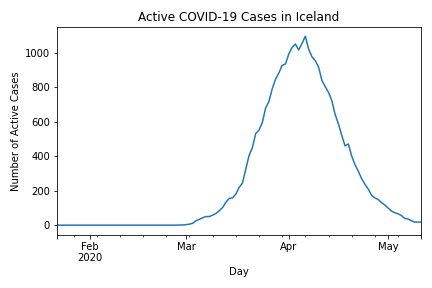 Active COVID-19 Cases in Iceland
Number of Active Cases
1000
800
600
400
200
0
Feb
2020
Mar
Apr
May
Day